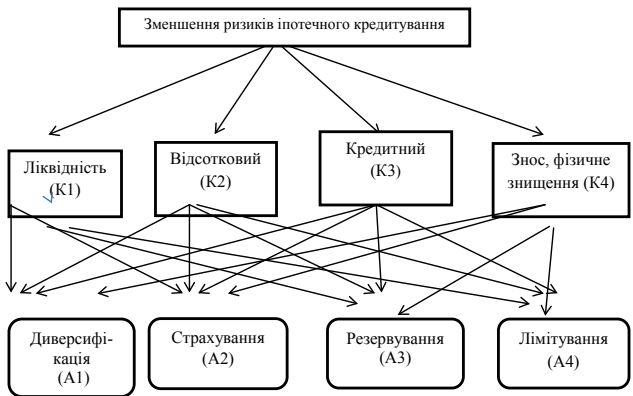 Зменшення ризиків іпотечного кредитування
Ліквідність
(К1)
Відсотковий
(К2)
Кредитний
(К3)
Знос, фізичне
знищення (К4)
Диверсифі-
кація
(А1)
Страхування
(А2)
Резервування
(А3)
Лімітування
(А4)